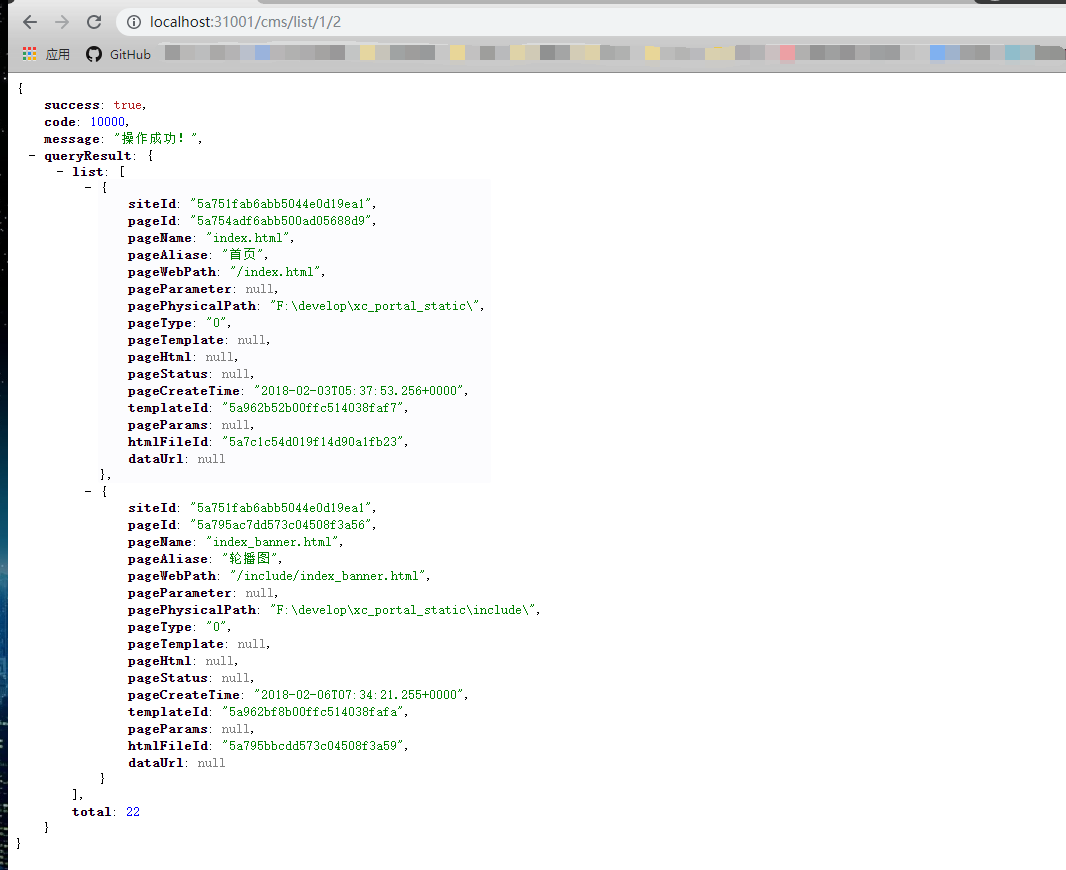 localhost:31001/cms/list/1/2
应用 GitHub
{
success: true,
code: 10000,
message: "操作成功！",
- queryResult: {
- list: [
- {
siteId: "5a751fab6abb5044e0d19ea1",
pageId: "5a754adf6abb500ad05688d9",
pageName: "index.html",
pageAliase: "首页",
pageWebPath: "/index.html",
pageParameter: null,
pagePhysicalPath: "F:\develop\xc_portal_static\",
pageType: "0",
pageTemplate: null,
pageHtml: null,
pageStatus: null,
pageCreateTime: "2018-02-03T05:37:53.256+0000",
templateId: "5a962b52b00ffc514038faf7",
pageParams: null,
htmlFileId: "5a7c1c54d019f14d90a1fb23",
dataUrl: null
},
- {
siteId: "5a751fab6abb5044e0d19ea1",
pageId: "5a795ac7dd573c04508f3a56",
pageName: "index_banner.html",
pageAliase: "轮播图",
pageWebPath: "/include/index_banner.html",
pageParameter: null,
pagePhysicalPath: "F:\develop\xc_portal_static\include\",
pageType: "0",
pageTemplate: null,
pageHtml: null,
pageStatus: null,
pageCreateTime: "2018-02-06T07:34:21.255+0000",
templateId: "5a962bf8b00ffc514038fafa",
pageParams: null,
htmlFileId: "5a795bbcdd573c04508f3a59",
dataUrl: null
}
],
total: 22
}
}